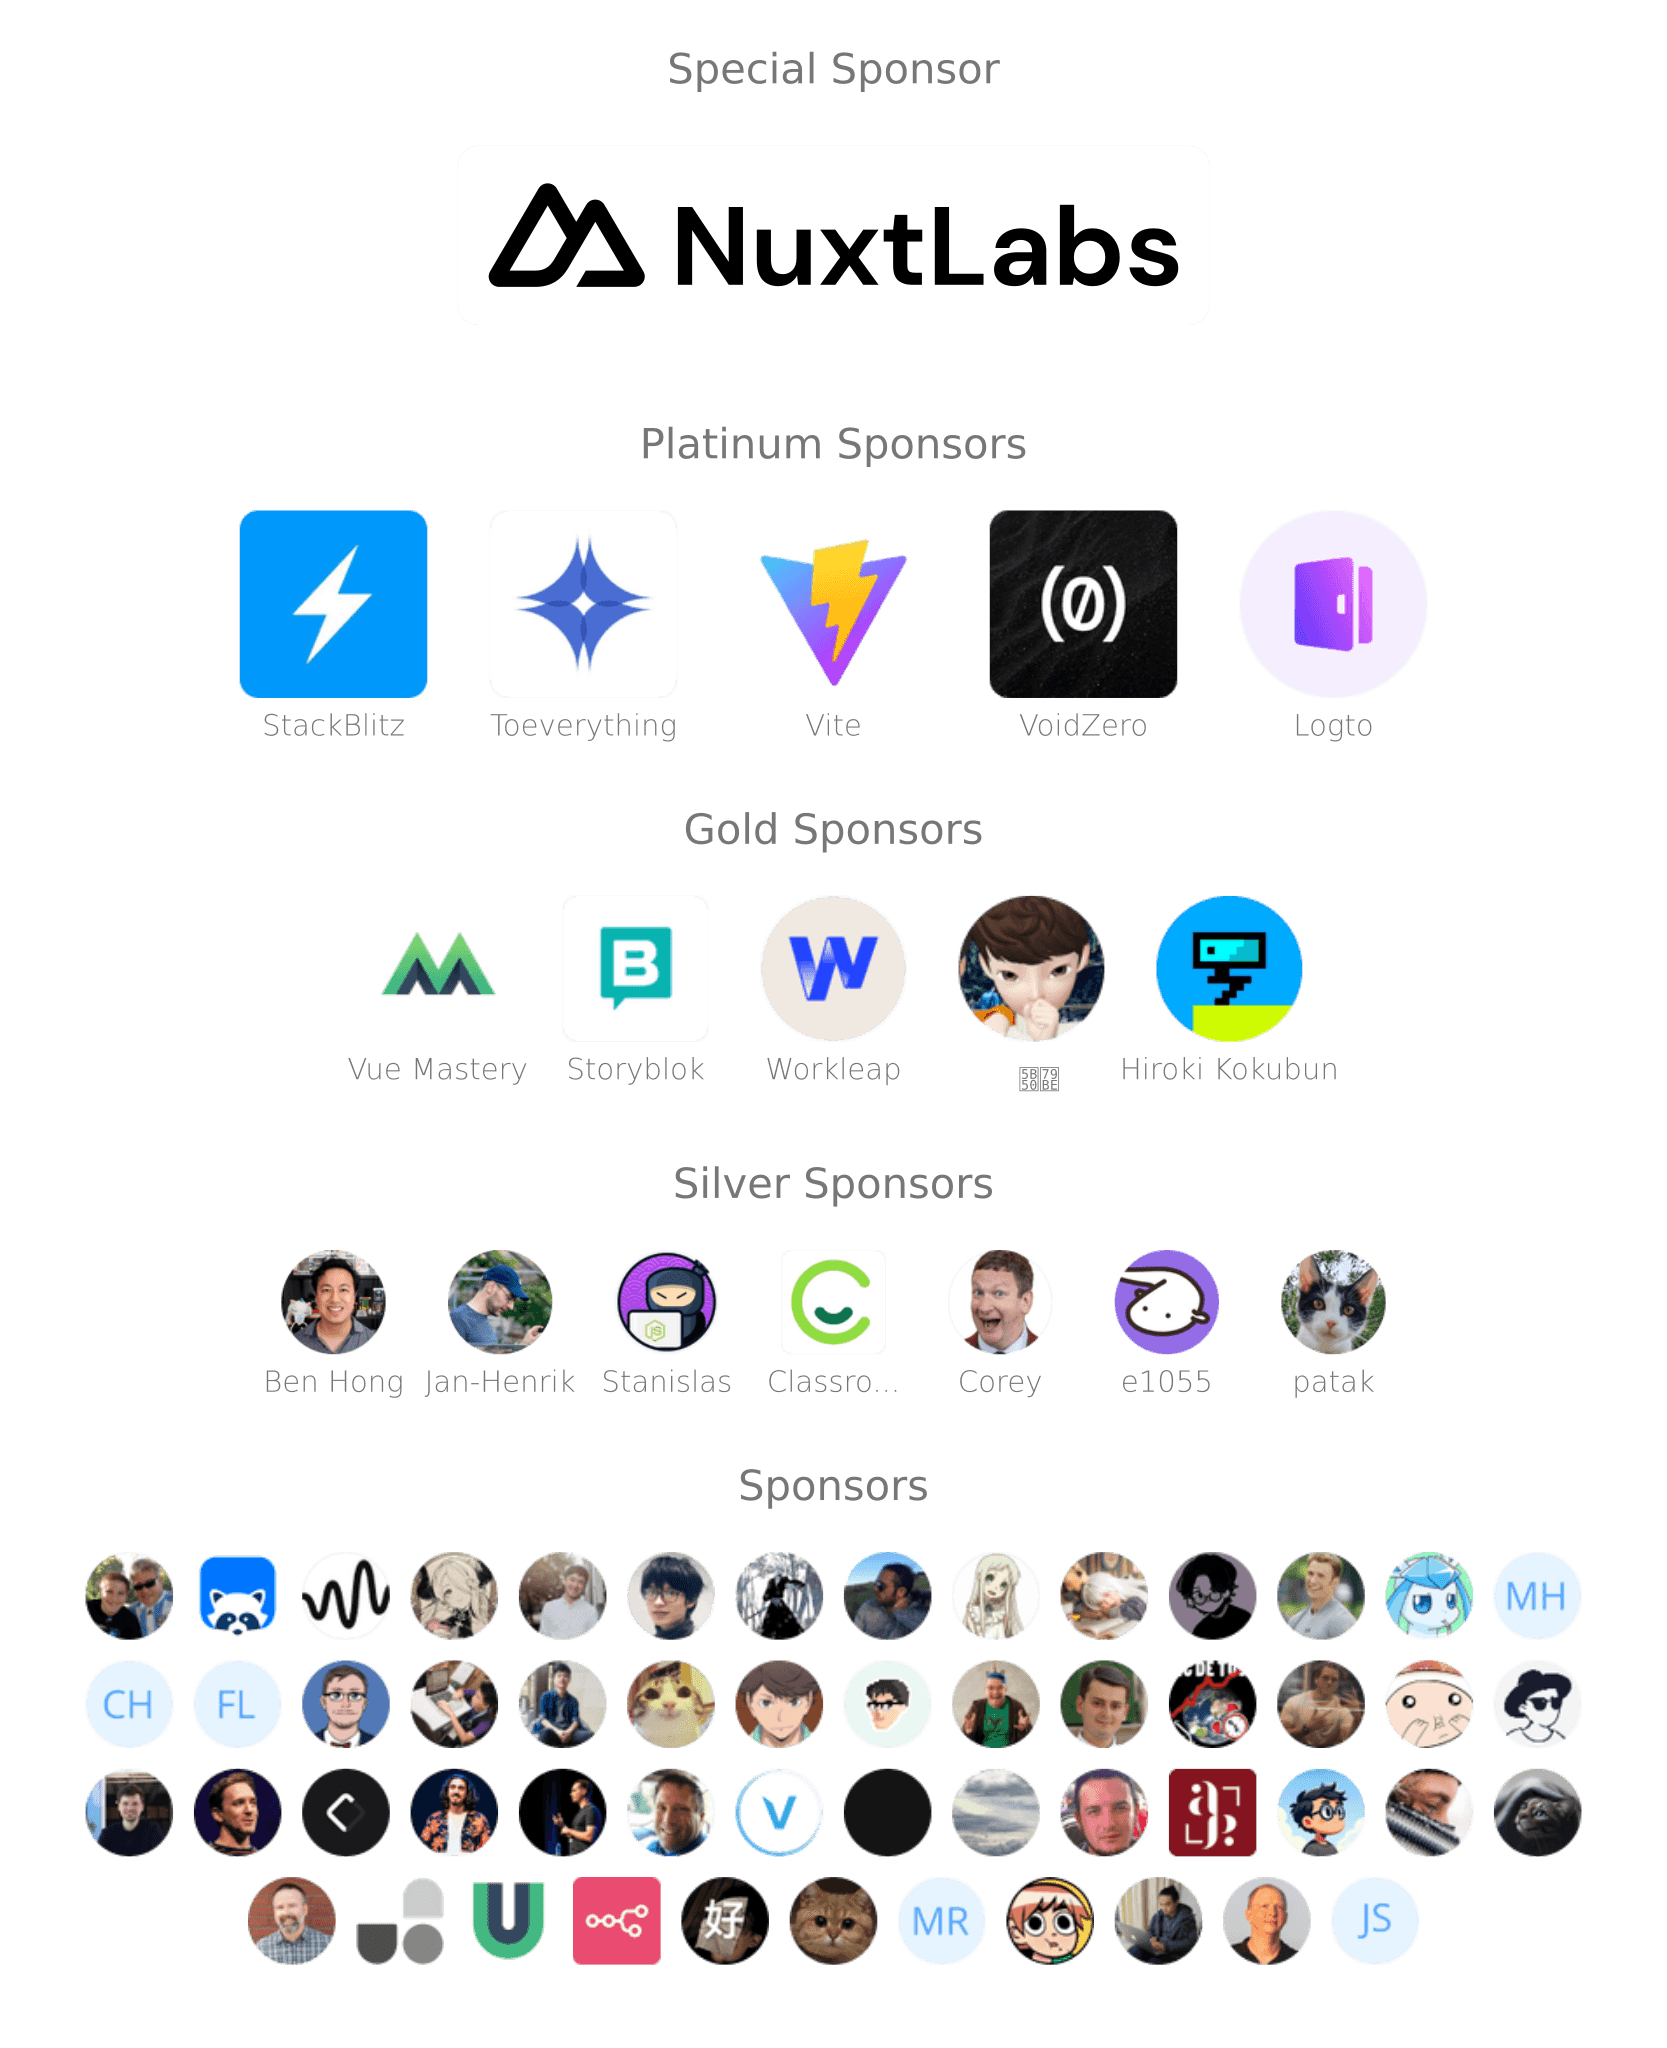 Special Sponsor
NuxtLabs
Platinum Sponsors
StackBlitz Toeverything Vite VoidZero Logto
Gold Sponsors
Vue Mastery Storyblok Workleap Hiroki Kokubun
Silver Sponsors
Ben Hong Jan-Henrik Stanislas Classro... Corey e1055 patak
Sponsors
MH
CH FL
好 MR JS